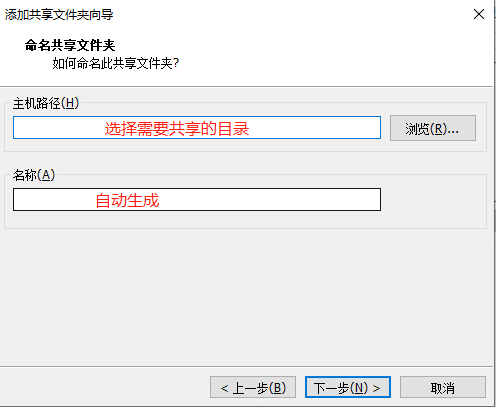 添加共享文件夹向导
命名共享文件夹
如何命名此共享文件夹?
主机路径(H)
选择需要共享的目录
浏览(R)...
名称(A)
自动生成
< 上一步(B)
下一步(N) >
取消